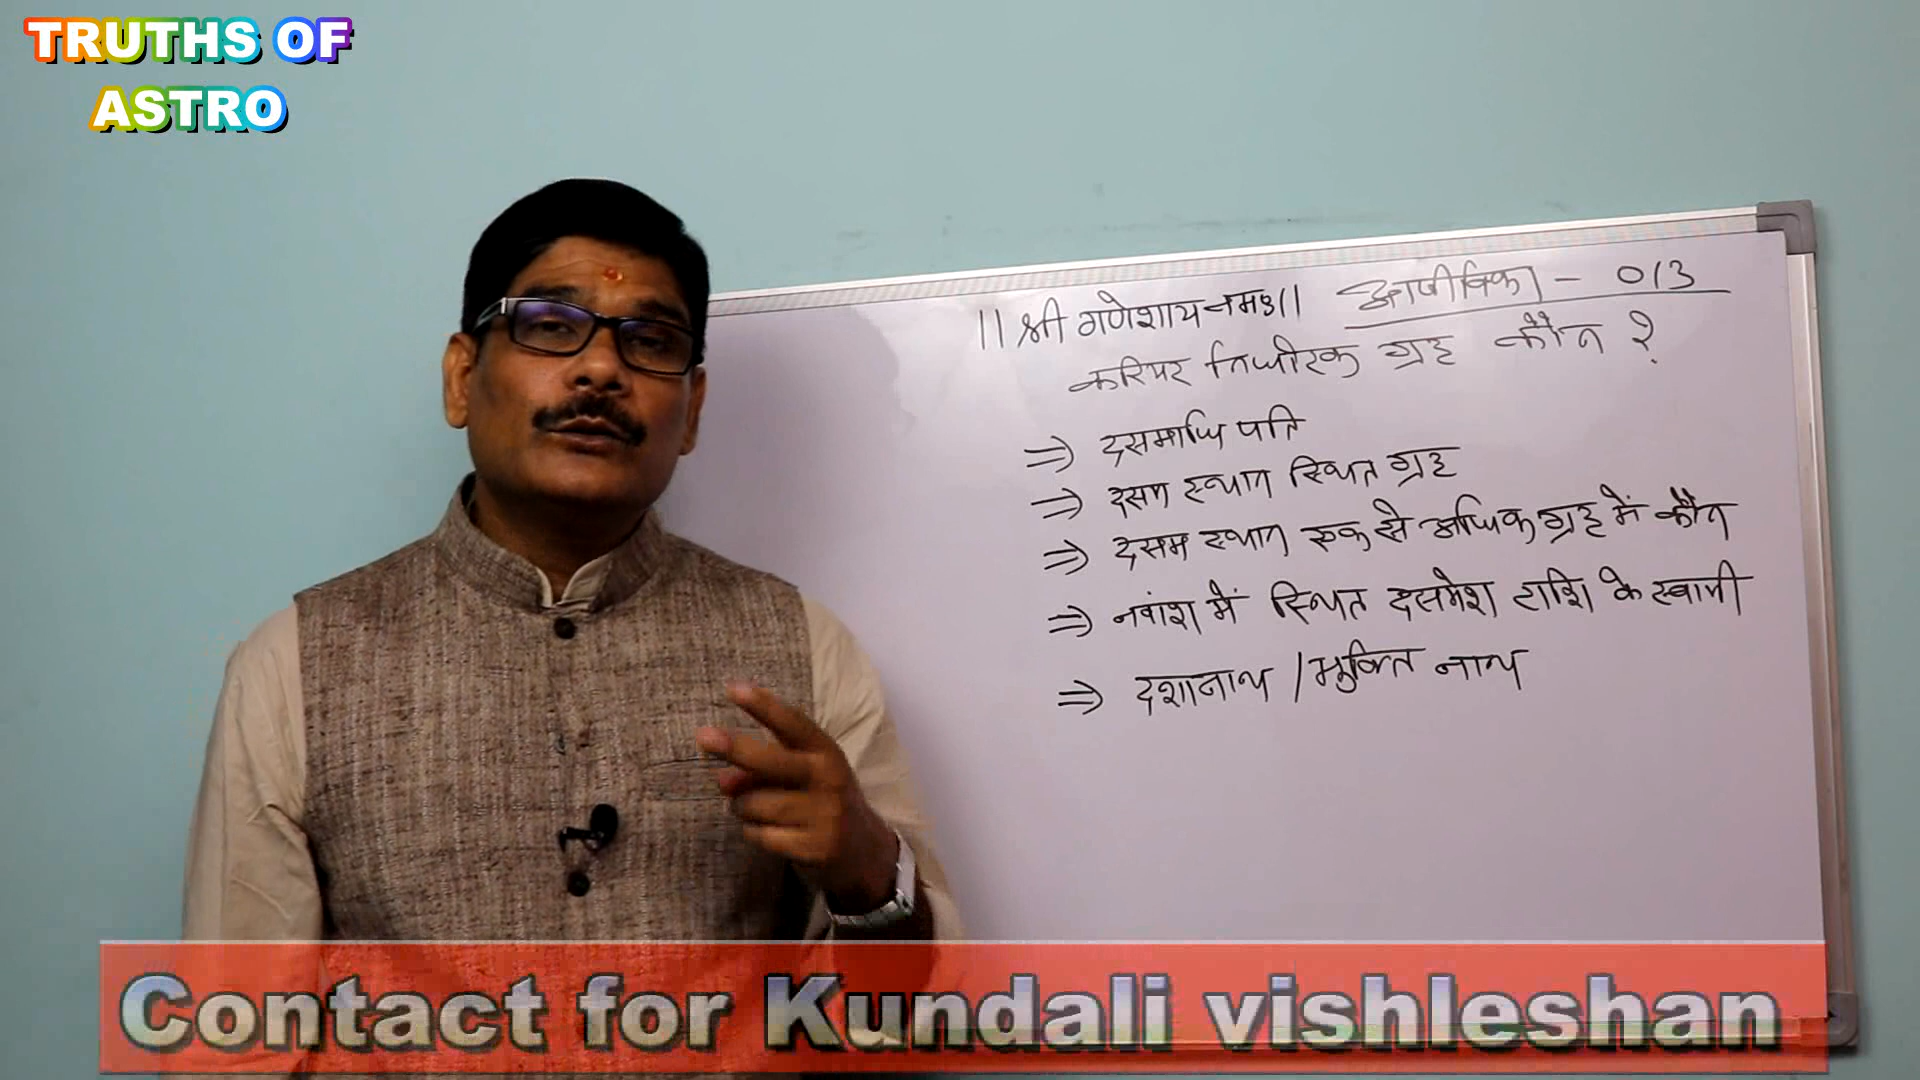 TRUTHS OF
ASTRO
आजीविका - 013
||श्री गणेशाय नमः||
करियर निर्धारक ग्रह कौन ?
⇒ दसमाधिपति
⇒ दसम स्थान स्थित ग्रह
⇒ दसम स्थान एक से अधिक ग्रह में कौन
⇒ नवांश में स्थित दसमेश राशि के स्वामी
⇒ दशानाथ / भुक्ति नाथ
Contact for Kundali vishleshan